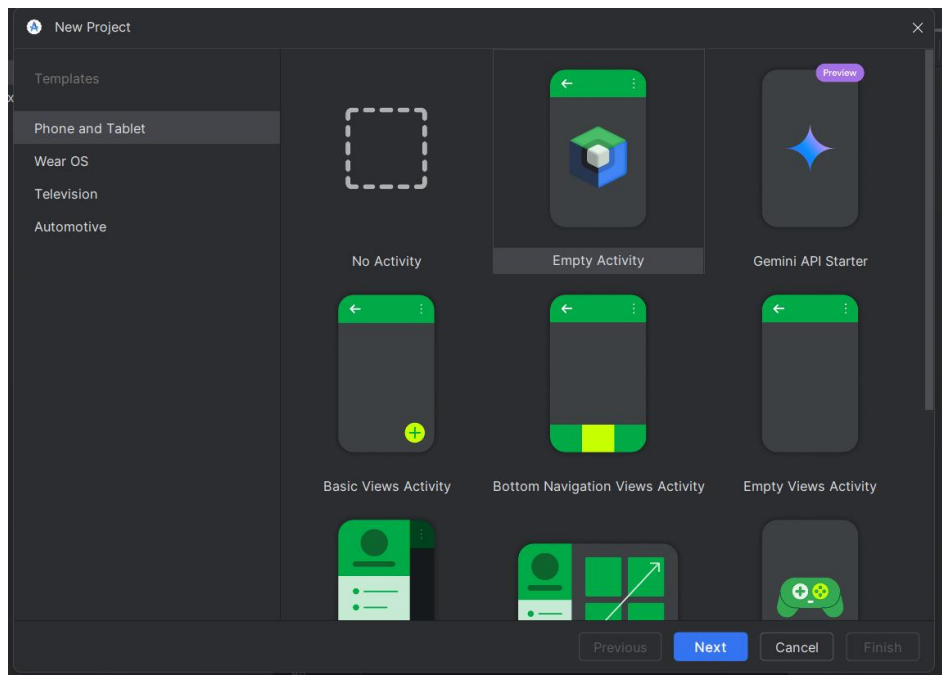 New Project
Templates
Phone and Tablet
Wear OS
Television
Automotive
Preview
No Activity
Empty Activity
Gemini API Starter
Basic Views Activity
Bottom Navigation Views Activity
Empty Views Activity
Previous
Next
Cancel
Finish